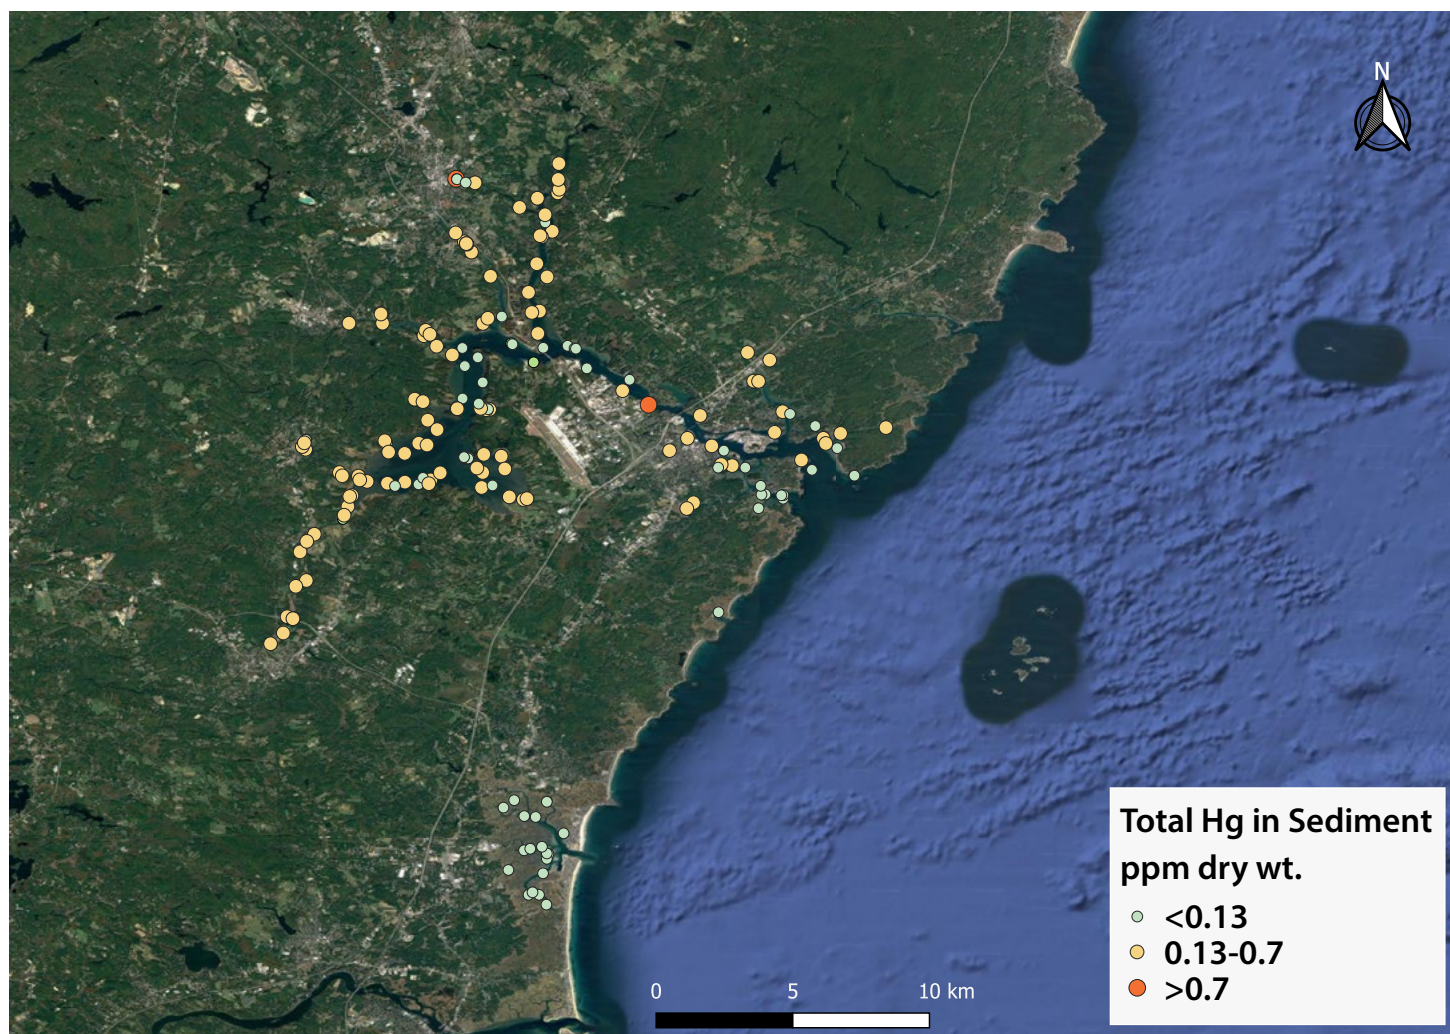 N
Total Hg in Sediment
ppm dry wt.
<0.13
0.13-0.7
>0.7
0 5 10 km